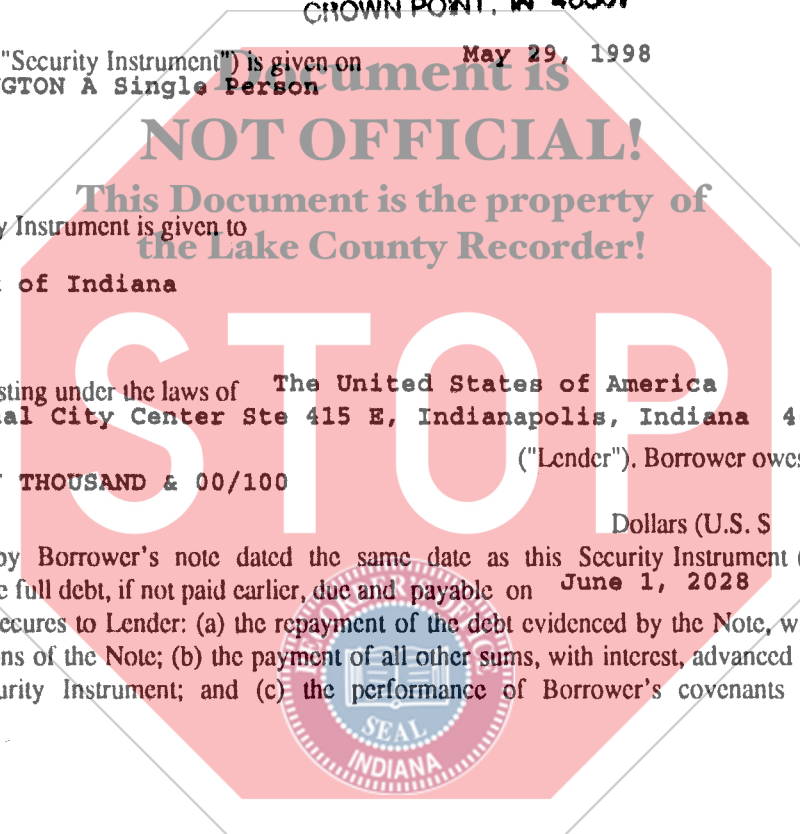 CROWN POINT, IN 46307
"Security Instrument") is given on May 29, 1998
GTON A Single Person
Document is
NOT OFFICIAL!
This Document is the property of
the Lake County Recorder!
y Instrument is given to
of Indiana
STOP
sting under the laws of The United States of America
al City Center Ste 415 E, Indianapolis, Indiana 4
("Lender"). Borrower owes
THOUSAND & 00/100
Dollars (U.S. $
by Borrower's note dated the same date as this Security Instrument (
e full debt, if not paid earlier, due and payable on June 1, 2028
ecures to Lender: (a) the repayment of the debt evidenced by the Note, w
ns of the Note; (b) the payment of all other sums, with interest, advanced
urity Instrument; and (c) the performance of Borrower's covenants
RECORDER'S OFFICE
SEAL
INDIANA